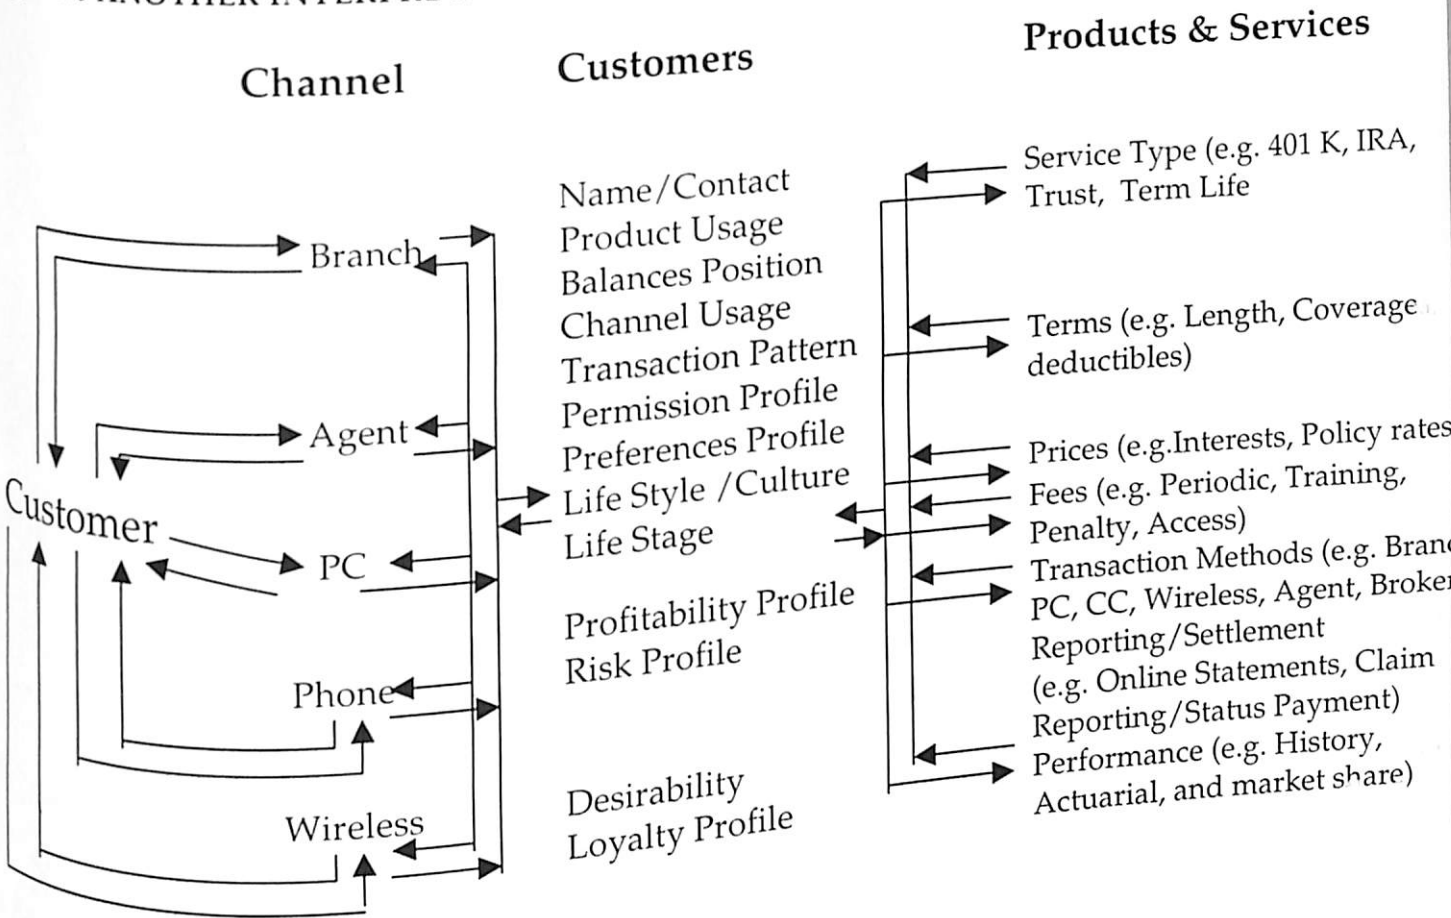 Channel
Customers
Products & Services
Customer
Branch
Agent
PC
Phone
Wireless
Name/Contact
Product Usage
Balances Position
Channel Usage
Transaction Pattern
Permission Profile
Preferences Profile
Life Style /Culture
Life Stage
Profitability Profile
Risk Profile
Desirability
Loyalty Profile
Service Type (e.g. 401 K, IRA,
Trust, Term Life
Terms (e.g. Length, Coverage
deductibles)
Prices (e.g.Interests, Policy rates
Fees (e.g. Periodic, Training,
Penalty, Access)
Transaction Methods (e.g.
PC, CC, Wireless, Agent, Broker
Reporting/Settlement
(e.g. Online Statements, Claim
Reporting/Status Payment)
Performance (e.g. History,
Actuarial, and market share)